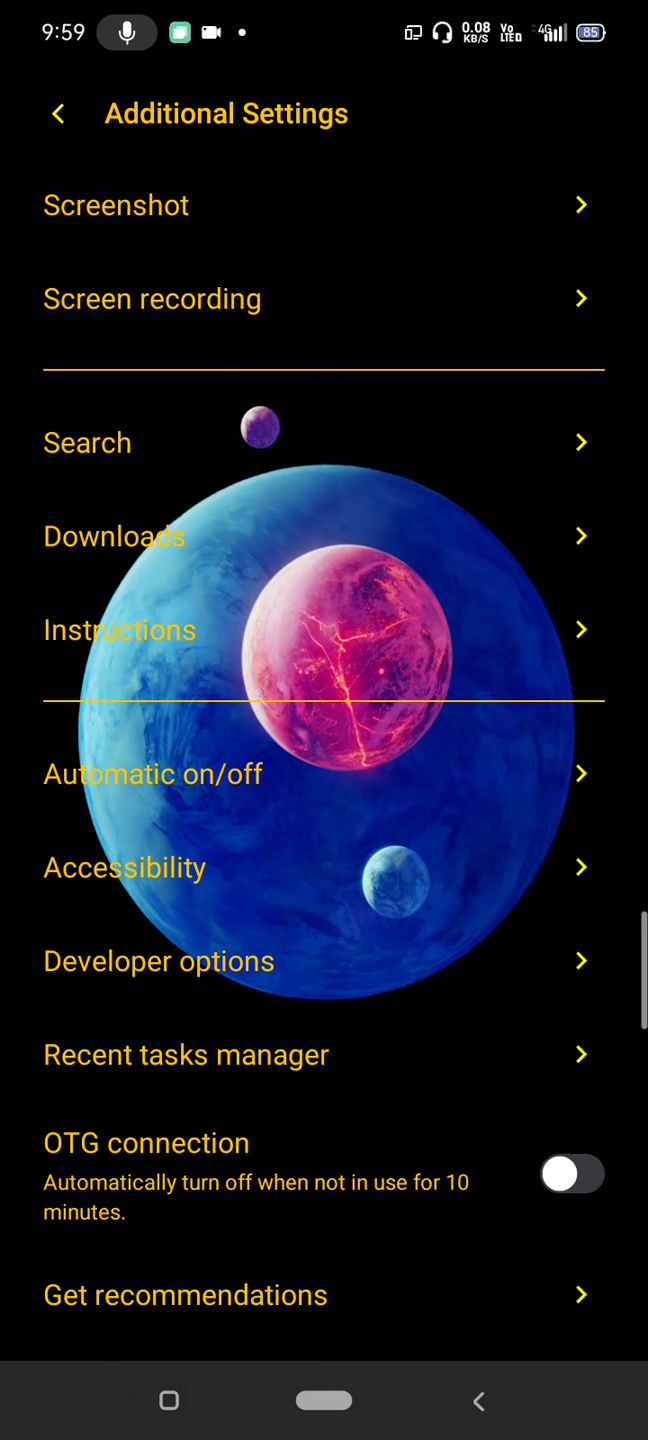 9:59
0.08
KB/S
Vo
LTE
4G
85
Additional Settings
Screenshot
Screen recording
Search
Downloads
Instructions
Automatic on/off
Accessibility
Developer options
Recent tasks manager
OTG connection
Automatically turn off when not in use for 10
minutes.
Get recommendations